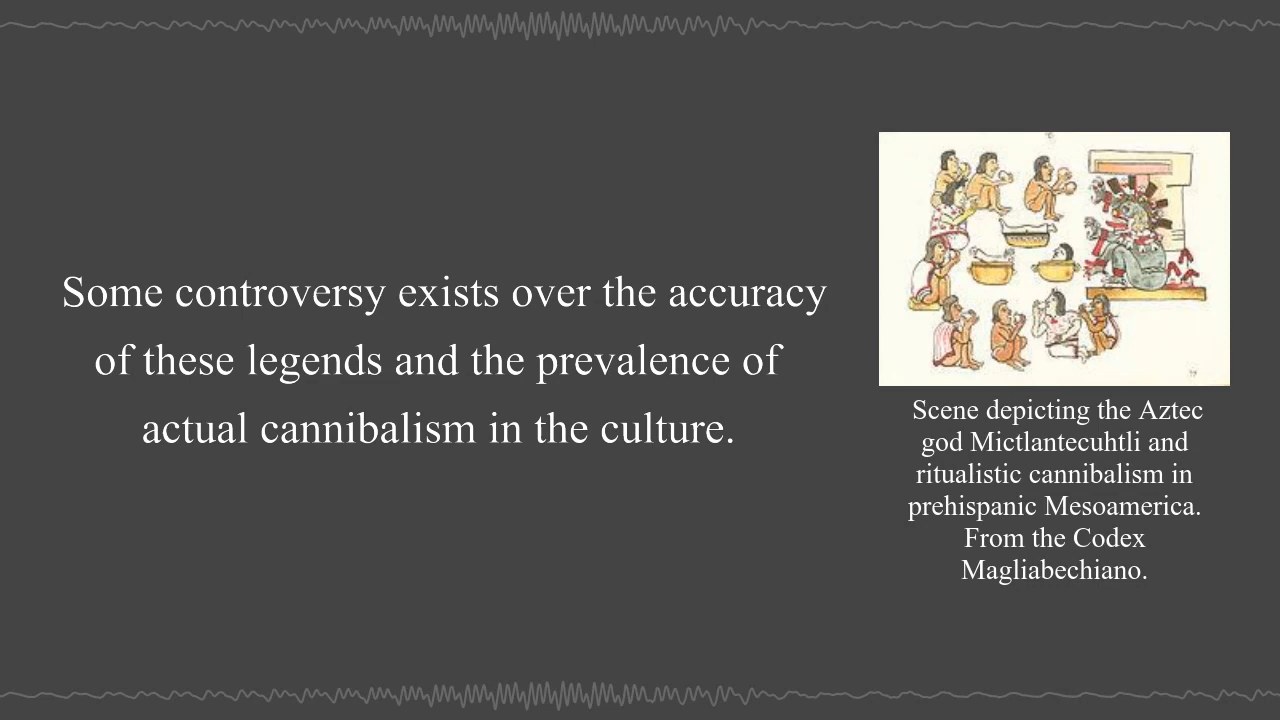 Some controversy exists over the accuracy
of these legends and the prevalence of
actual cannibalism in the culture.
Scene depicting the Aztec
god Mictlantecuhtli and
ritualistic cannibalism in
prehispanic Mesoamerica.
From the Codex
Magliabechiano.